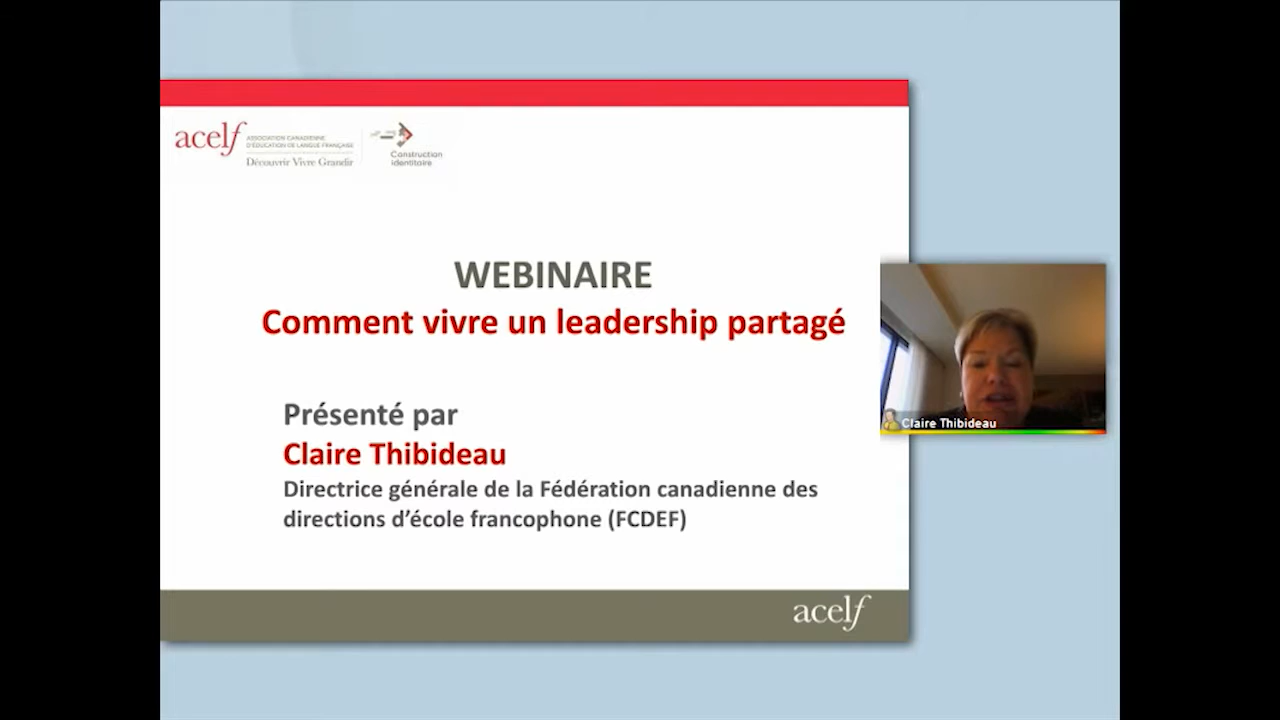 acelf
ASSOCIATION CANADIENNE
D'ÉDUCATION DE LANGUE FRANÇAISE
Découvrir Vivre Grandir
Construction
identitaire
WEBINAIRE
Comment vivre un leadership partagé
Présenté par
Claire Thibideau
Directrice générale de la Fédération canadienne des
directions d’école francophone (FCDEF)
Claire Thibideau
acelf